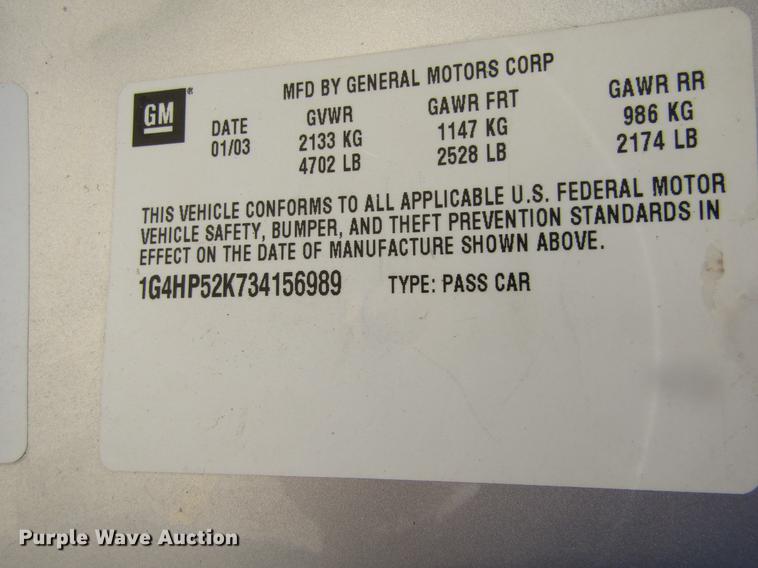 GM ® MFD BY GENERAL MOTORS CORP
DATE GVWR GAWR FRT GAWR RR
01/03 2133 KG 1147 KG 986 KG
4702 LB 2528 LB 2174 LB
THIS VEHICLE CONFORMS TO ALL APPLICABLE U.S. FEDERAL MOTOR
VEHICLE SAFETY, BUMPER, AND THEFT PREVENTION STANDARDS IN
EFFECT ON THE DATE OF MANUFACTURE SHOWN ABOVE.
1G4HP52K734156989 TYPE: PASS CAR
Purple Wave Auction